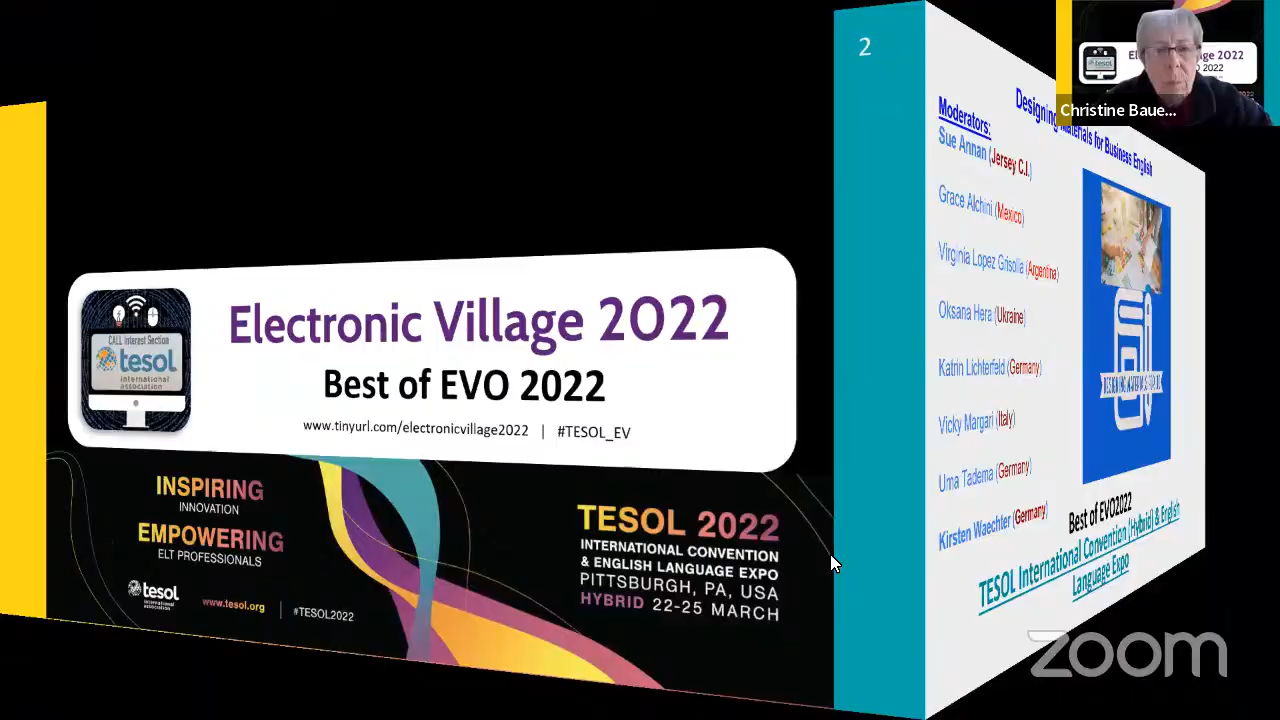 Electronic Village 2022
Best of EVO 2022
www.tinyurl.com/electronicvillage2022 | #TESOL_EV
CALL Interest Section
tesol
international
association
INSPIRING
INNOVATION
EMPOWERING
ELT PROFESSIONALS
tesol
international
association
www.tesol.org
#TESOL2022
TESOL 2022
INTERNATIONAL CONVENTION
& ENGLISH LANGUAGE EXPO
PITTSBURGH, PA, USA
HYBRID 22-25 MARCH
2
Designing Materials for Business English
Moderators:
Sue Annan (Jersey C.I.)
Grace Alchini (Mexico)
Virginia Lopez Grisolia (Argentina)
Oksana Hera (Ukraine)
Katrin Lichterfeld (Germany)
Vicky Margari (Italy)
Uma Tadema (Germany)
Kirsten Waechter (Germany)
Best of EVO2022
TESOL International Convention (Hybrid) & English
Language Expo
Christine Baue...
zoom